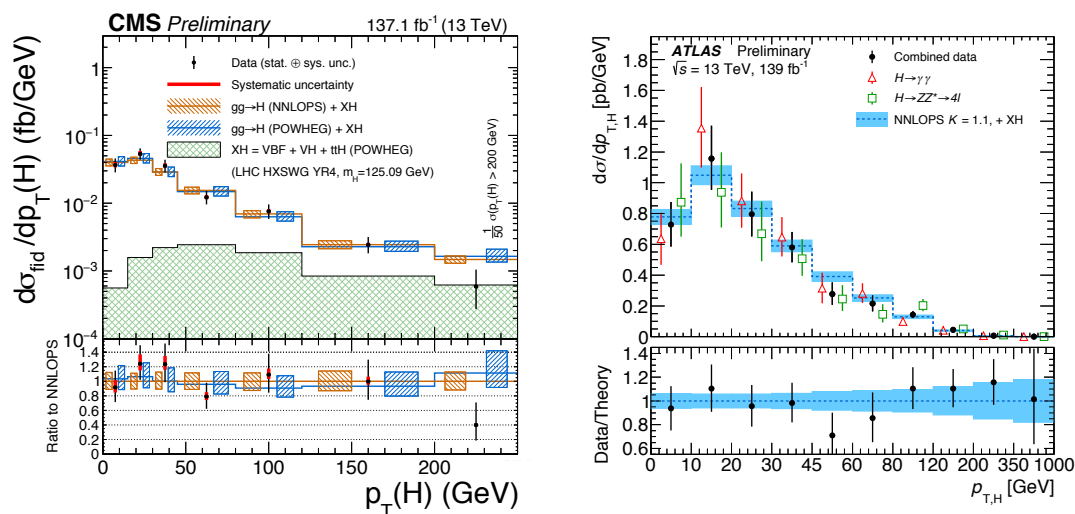 CMS Preliminary 137.1 fb⁻¹ (13 TeV)
dσ_fid/dp_T(H) (fb/GeV)
1
10⁻¹
10⁻²
10⁻³
10⁻⁴
Data (stat. ⊕ sys. unc.)
Systematic uncertainty
gg→H (NNLOPS) + XH
gg→H (POWHEG) + XH
XH = VBF + VH + ttH (POWHEG)
(LHC HXSWG YR4, m_H=125.09 GeV)
1/50 σ(p_T(H) > 200 GeV)
Ratio to NNLOPS
1.4
1.2
1
0.8
0.6
0.4
0.2
0
0 50 100 150 200 250
p_T(H) (GeV)
ATLAS Preliminary
√s = 13 TeV, 139 fb⁻¹
Combined data
H→γγ
H→ZZ*→4l
NNLOPS K = 1.1, + XH
dσ/dp_T,H [pb/GeV]
2.0
1.8
1.6
1.4
1.2
1.0
0.8
0.6
0.4
0.2
0
Data/Theory
1.4
1.2
1.0
0.8
0.6
0 10 20 30 45 60 80 120 200 350 1000
p_T,H [GeV]